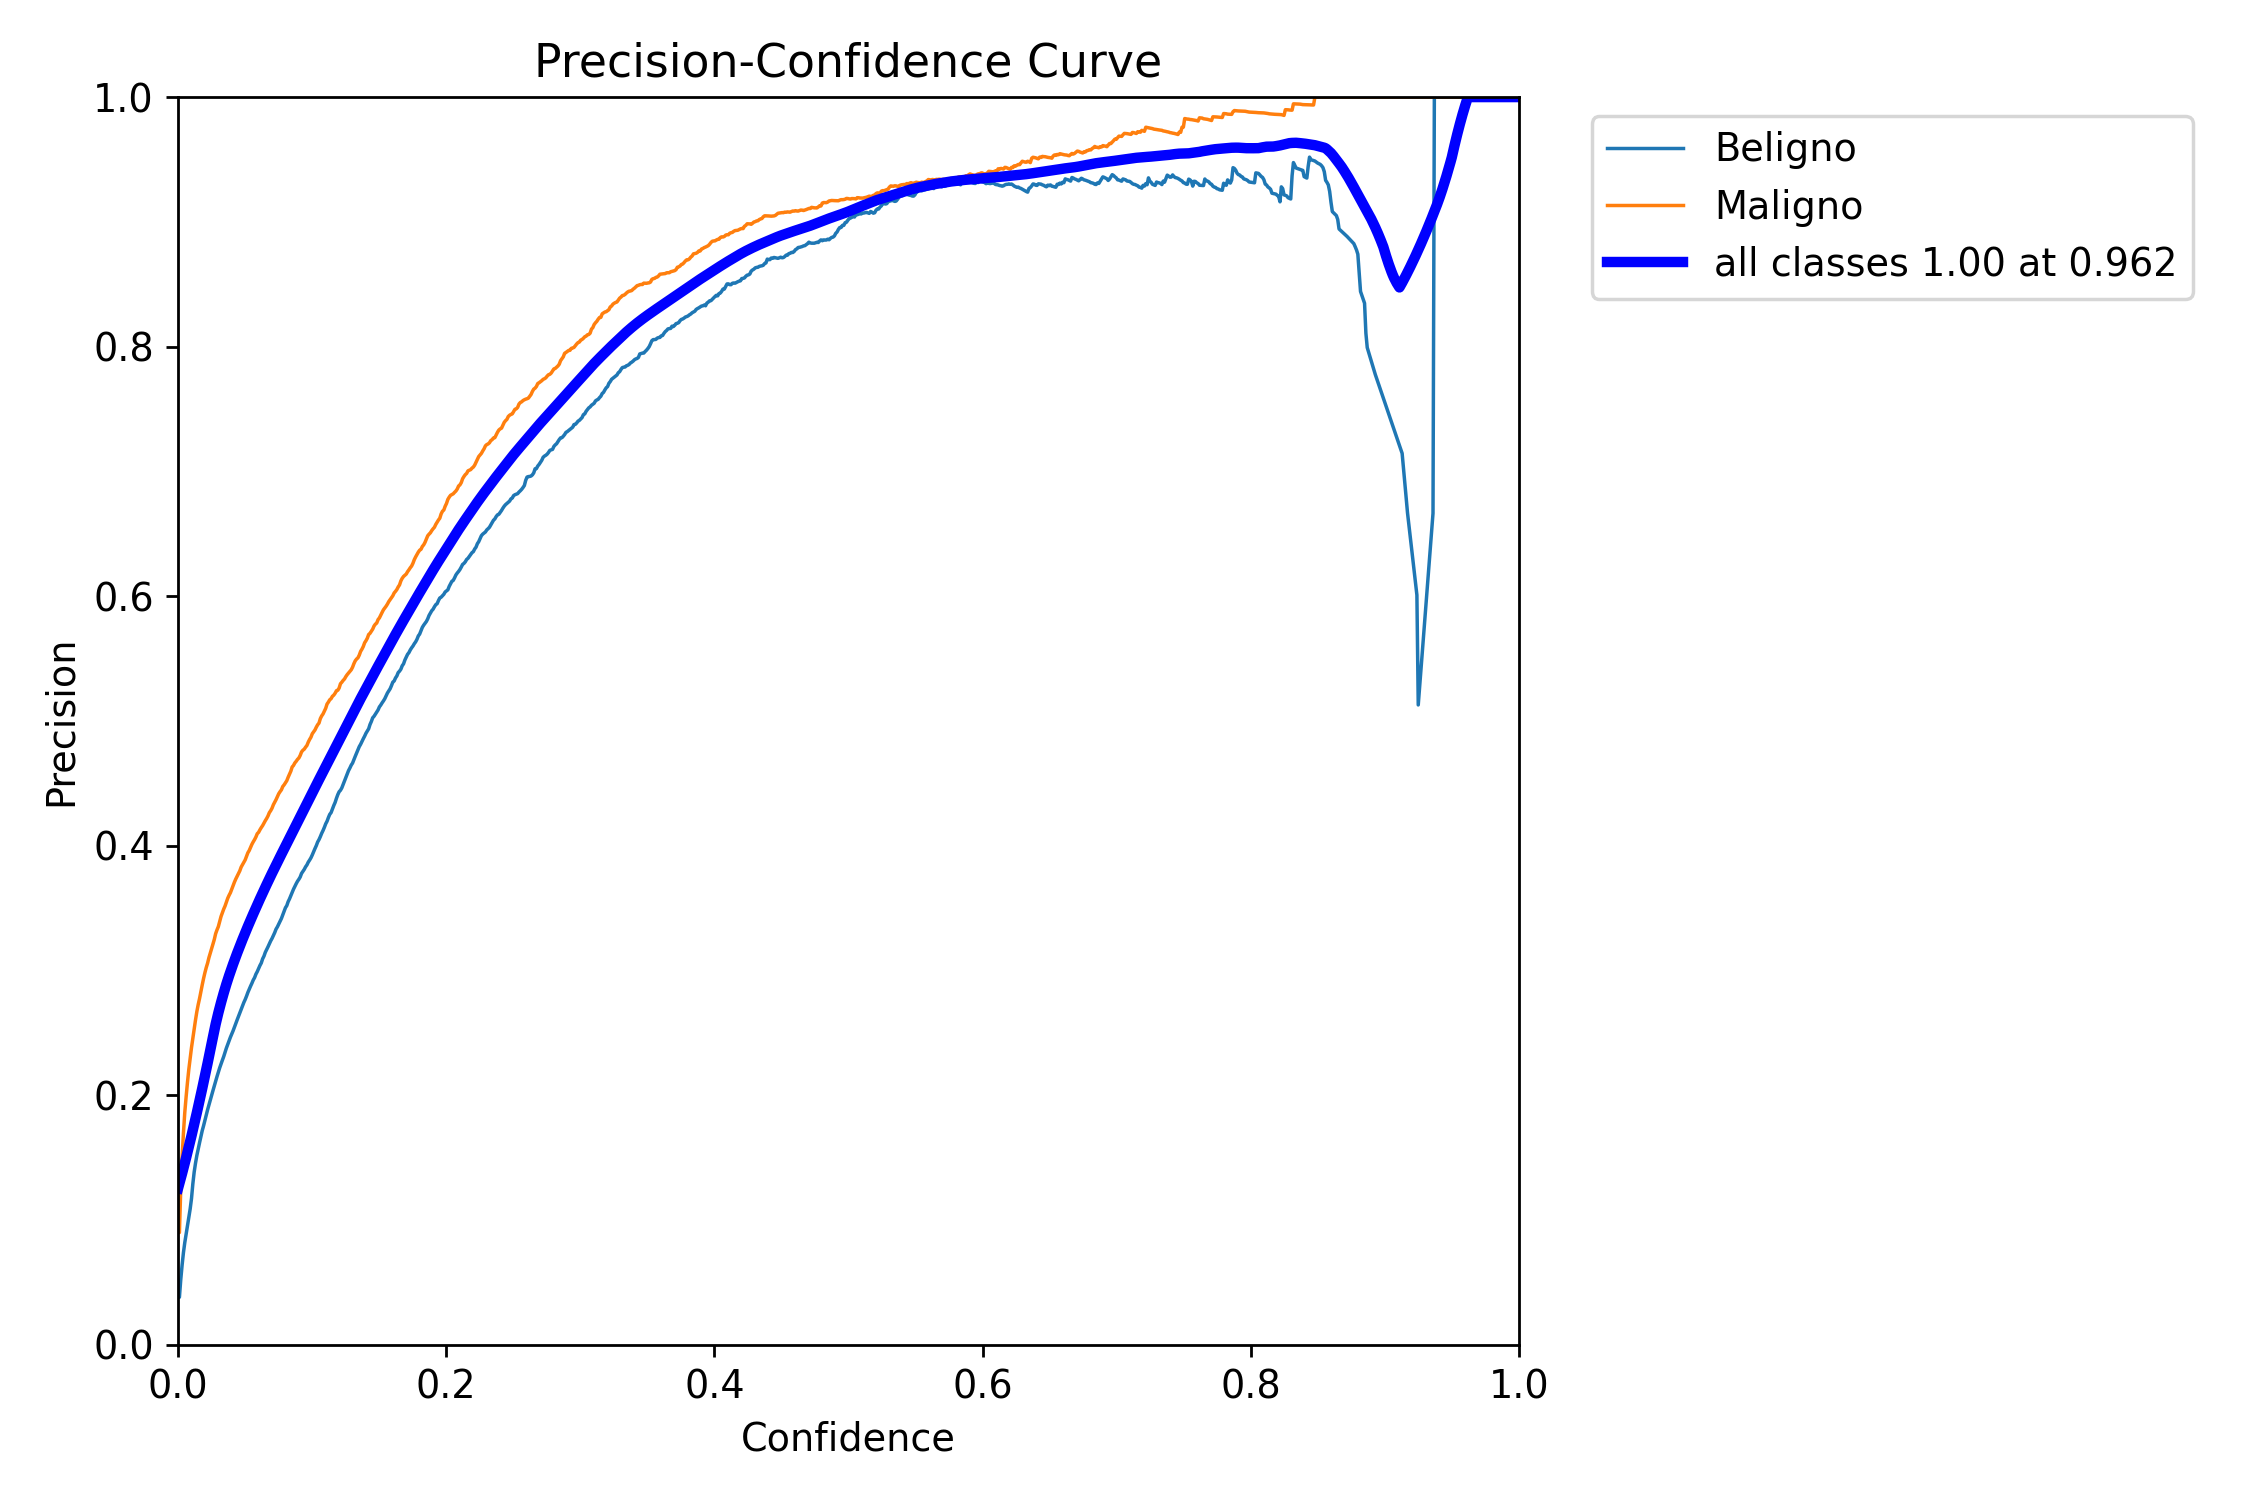 Precision-Confidence Curve
1.0
0.8
0.6
0.4
0.2
0.0
Precision
0.0 0.2 0.4 0.6 0.8 1.0
Confidence
Beligno
Maligno
all classes 1.00 at 0.962